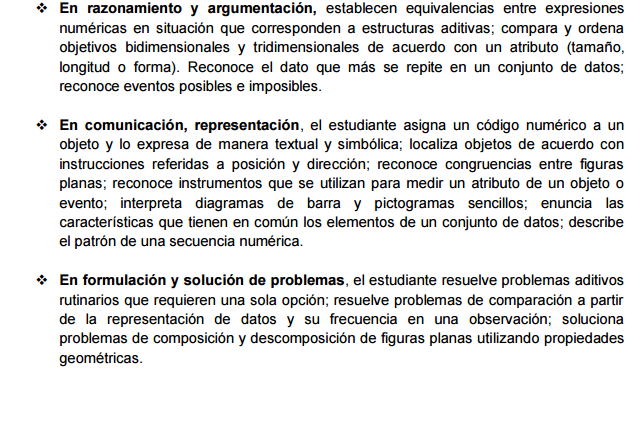 ❖ En razonamiento y argumentación, establecen equivalencias entre expresiones
numéricas en situación que corresponden a estructuras aditivas; compara y ordena
objetivos bidimensionales y tridimensionales de acuerdo con un atributo (tamaño,
longitud o forma). Reconoce el dato que más se repite en un conjunto de datos;
reconoce eventos posibles e imposibles.
❖ En comunicación, representación, el estudiante asigna un código numérico a un
objeto y lo expresa de manera textual y simbólica; localiza objetos de acuerdo con
instrucciones referidas a posición y dirección; reconoce congruencias entre figuras
planas; reconoce instrumentos que se utilizan para medir un atributo de un objeto o
evento; interpreta diagramas de barra y pictogramas sencillos; enuncia las
características que tienen en común los elementos de un conjunto de datos; describe
el patrón de una secuencia numérica.
❖ En formulación y solución de problemas, el estudiante resuelve problemas aditivos
rutinarios que requieren una sola opción; resuelve problemas de comparación a partir
de la representación de datos y su frecuencia en una observación; soluciona
problemas de composición y descomposición de figuras planas utilizando propiedades
geométricas.